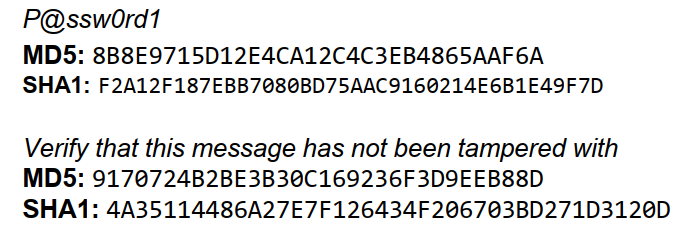 P@ssw0rd1
MD5: 8B8E9715D12E4CA12C4C3EB4865AAF6A
SHA1: F2A12F187EBB7080BD75AAC9160214E6B1E49F7D
Verify that this message has not been tampered with
MD5: 9170724B2BE3B30C169236F3D9EEB88D
SHA1: 4A35114486A27E7F126434F206703BD271D3120D